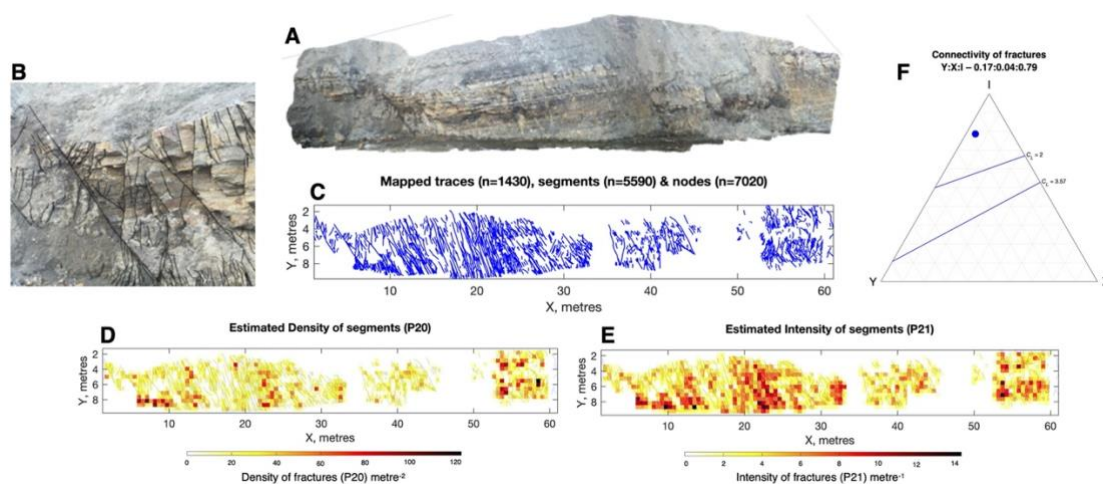 A
B
F
Connectivity of fractures
Y:X:I – 0.17:0.04:0.79
I
C_L = 2
C_L = 3.57
Y
C
Mapped traces (n=1430), segments (n=5590) & nodes (n=7020)
Y, metres
2
4
6
8
10 20 30 40 50 60
X, metres
D
Estimated Density of segments (P20)
Y, metres
2
4
6
8
10 20 30 40 50 60
X, metres
0 20 40 60 80 100 120
Density of fractures (P20) metre⁻²
E
Estimated Intensity of segments (P21)
Y, metres
2
4
6
8
10 20 30 40 50 60
X, metres
0 2 4 6 8 10 12 14
Intensity of fractures (P21) metre⁻¹